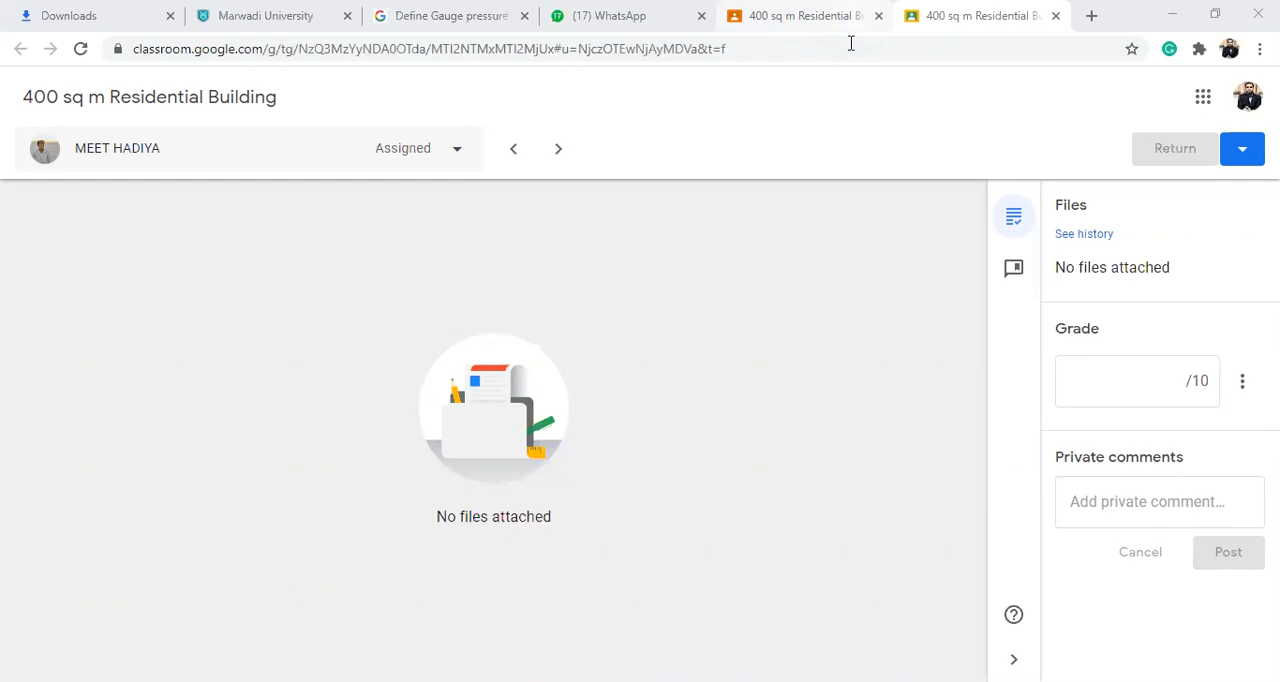 Downloads
Marwadi University
Define Gauge pressure
(17) WhatsApp
400 sq m Residential Bu
400 sq m Residential Bu
classroom.google.com/g/tg/NzQ3MzYyNDA0OTda/MTI2NTMxMTI2MjUx#u=NjczOTEwNjAyMDVa&t=f
400 sq m Residential Building
MEET HADIYA
Assigned
Return
Files
See history
No files attached
Grade
/10
Private comments
Add private comment...
Cancel
Post
No files attached